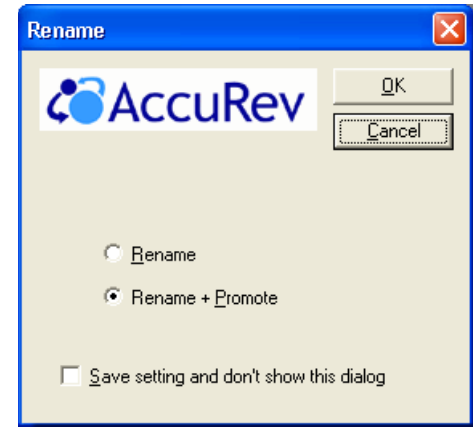 Rename
AccuRev
OK
Cancel
Rename
Rename + Promote
Save setting and don't show this dialog